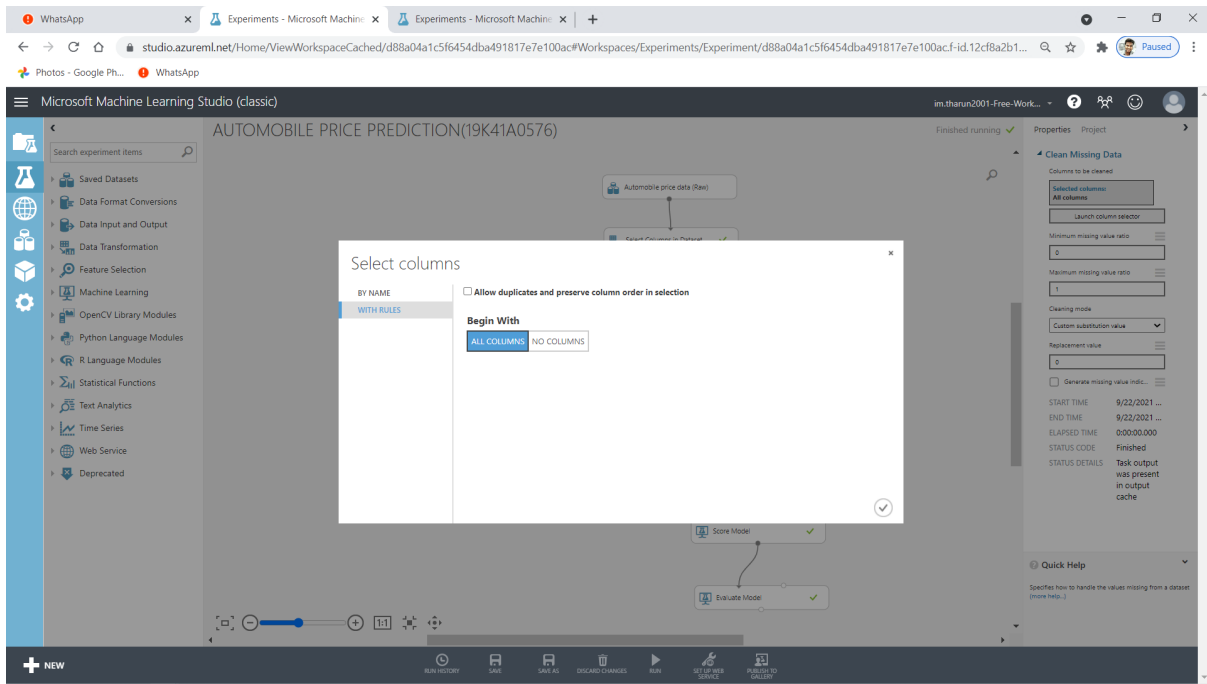 WhatsApp
Experiments - Microsoft Machine
Experiments - Microsoft Machine
studio.azureml.net/Home/ViewWorkspaceCached/d88a04a1c5f6454dba491817e7e100ac#Workspaces/Experiments/Experiment/d88a04a1c5f6454dba491817e7e100ac.f-id.12cf8a2b1...
Paused
Photos - Google Ph...
WhatsApp
Microsoft Machine Learning Studio (classic)
im.tharun2001-Free-Work...
Search experiment items
Saved Datasets
Data Format Conversions
Data Input and Output
Data Transformation
Feature Selection
Machine Learning
OpenCV Library Modules
Python Language Modules
R Language Modules
Statistical Functions
Text Analytics
Time Series
Web Service
Deprecated
AUTOMOBILE PRICE PREDICTION(19K41A0576)
Finished running
Automobile price data (Raw)
Select Columns in Dataset
Select columns
BY NAME
WITH RULES
Allow duplicates and preserve column order in selection
Begin With
ALL COLUMNS NO COLUMNS
Score Model
Evaluate Model
1:1
Properties Project
Clean Missing Data
Columns to be cleaned
Selected columns:
All columns
Launch column selector
Minimum missing value ratio
0
Maximum missing value ratio
1
Cleaning mode
Custom substitution value
Replacement value
0
Generate missing value indic...
START TIME 9/22/2021 ...
END TIME 9/22/2021 ...
ELAPSED TIME 0:00:00.000
STATUS CODE Finished
STATUS DETAILS Task output
was present
in output
cache
Quick Help
Specifies how to handle the values missing from a dataset
(more help...)
NEW
RUN HISTORY
SAVE
SAVE AS
DISCARD CHANGES
RUN
SET UP WEB
SERVICE
PUBLISH TO
GALLERY